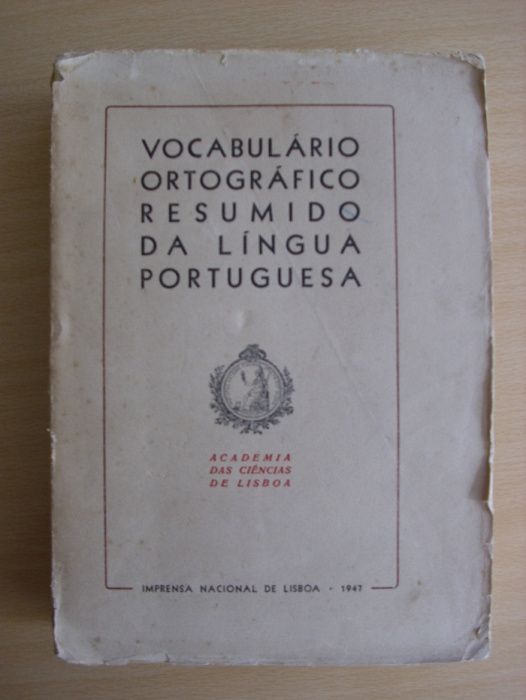 VOCABULÁRIO
ORTOGRÁFICO
RESUMIDO
DA LÍNGUA
PORTUGUESA
ACADEMIA
DAS CIÊNCIAS
DE LISBOA
IMPRENSA NACIONAL DE LISBOA - 1947